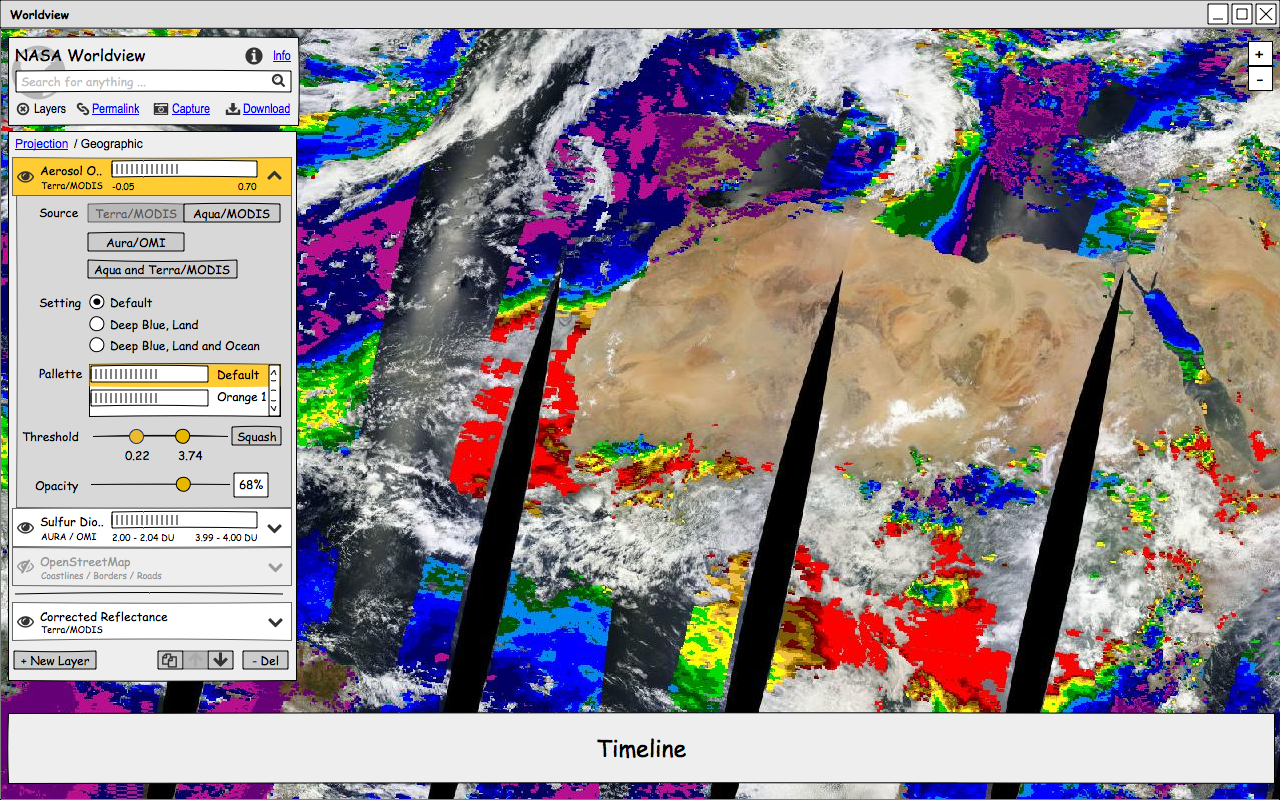 Worldview
NASA Worldview
Info
Search for anything ...
Layers Permalink Capture Download
Projection / Geographic
Aerosol O..
Terra/MODIS -0.05 0.70
Source Terra/MODIS Aqua/MODIS
Aura/OMI
Aqua and Terra/MODIS
Setting Default
Deep Blue, Land
Deep Blue, Land and Ocean
Pallette Default
Orange 1
Threshold Squash
0.22 3.74
Opacity 68%
Sulfur Dio..
AURA / OMI 2.00 - 2.04 DU 3.99 - 4.00 DU
OpenStreetMap
Coastlines / Borders / Roads
Corrected Reflectance
Terra/MODIS
+ New Layer - Del
+
-
Timeline